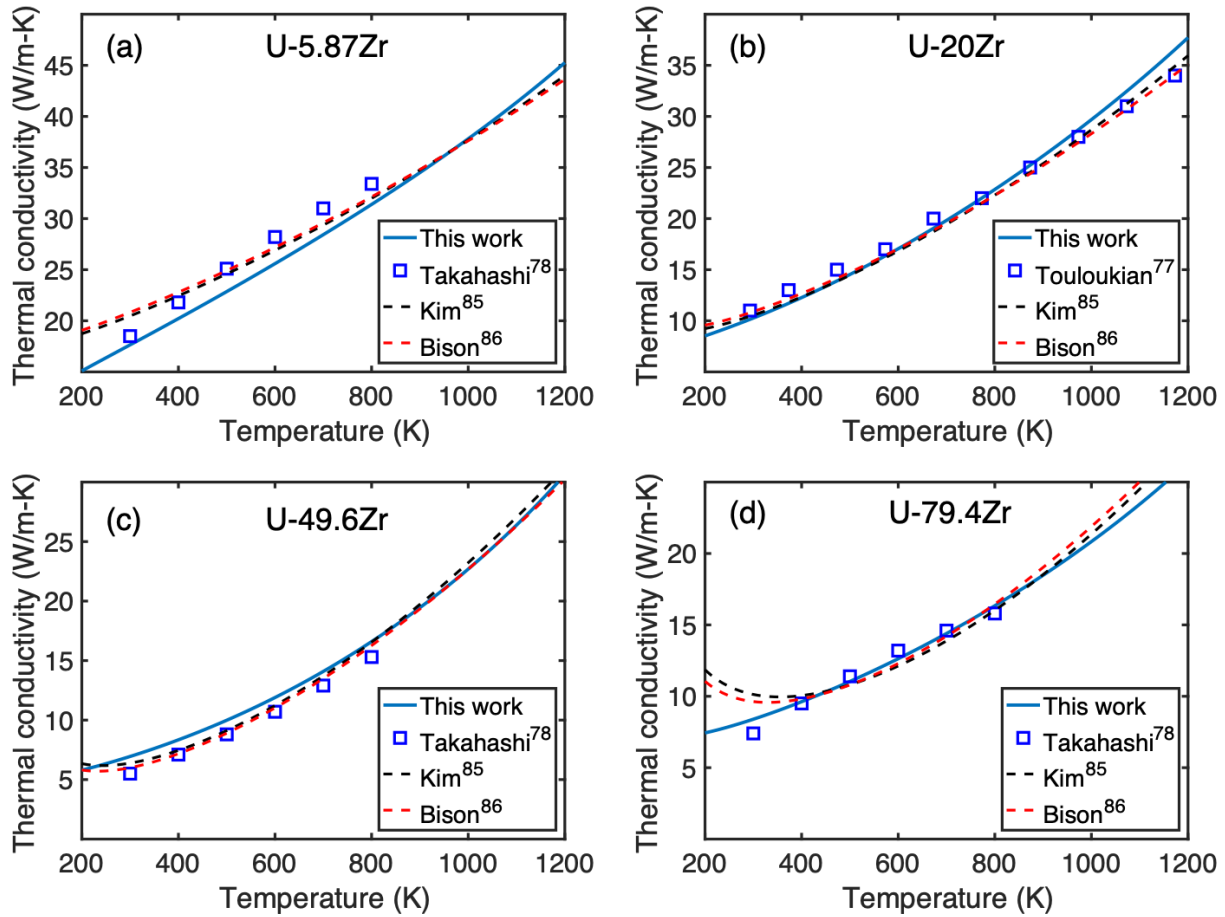 (a) U-5.87Zr
Thermal conductivity (W/m-K)
45
40
35
30
25
20
This work
Takahashi78
Kim85
Bison86
200 400 600 800 1000 1200
Temperature (K)
(b) U-20Zr
Thermal conductivity (W/m-K)
35
30
25
20
15
10
This work
Touloukian77
Kim85
Bison86
200 400 600 800 1000 1200
Temperature (K)
(c) U-49.6Zr
Thermal conductivity (W/m-K)
25
20
15
10
5
This work
Takahashi78
Kim85
Bison86
200 400 600 800 1000 1200
Temperature (K)
(d) U-79.4Zr
Thermal conductivity (W/m-K)
20
15
10
5
This work
Takahashi78
Kim85
Bison86
200 400 600 800 1000 1200
Temperature (K)